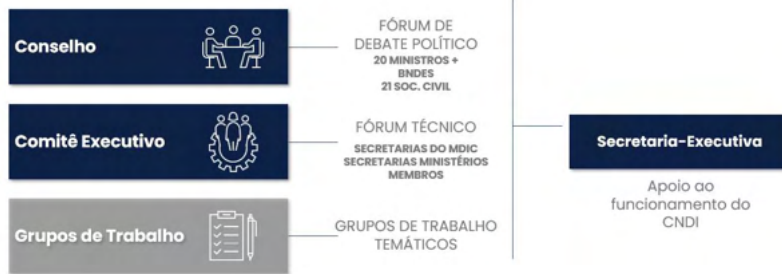 Conselho
FÓRUM DE
DEBATE POLÍTICO
20 MINISTROS +
BNDES
21 SOC. CIVIL
Comitê Executivo
FÓRUM TÉCNICO
SECRETARIAS DO MDIC
SECRETARIAS MINISTÉRIOS
MEMBROS
Grupos de Trabalho
GRUPOS DE TRABALHO
TEMÁTICOS
Secretaria-Executiva
Apoio ao
funcionamento do
CNDI